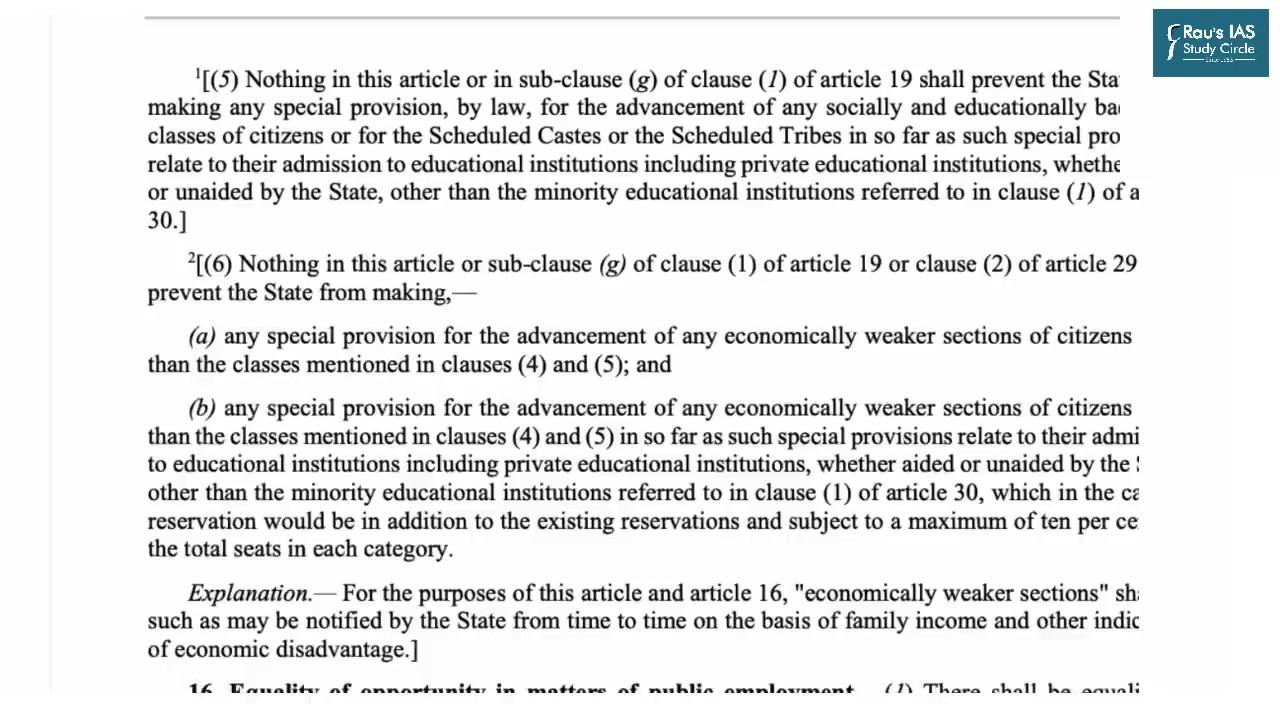 Rau's IAS
Study Circle
¹[(5) Nothing in this article or in sub-clause (g) of clause (1) of article 19 shall prevent the
making any special provision, by law, for the advancement of any socially and educationally
classes of citizens or for the Scheduled Castes or the Scheduled Tribes in so far as such special
relate to their admission to educational institutions including private educational institutions,
or unaided by the State, other than the minority educational institutions referred to in clause (1) of
30.]
²[(6) Nothing in this article or sub-clause (g) of clause (1) of article 19 or clause (2) of article 29
prevent the State from making,—
(a) any special provision for the advancement of any economically weaker sections of citizens
than the classes mentioned in clauses (4) and (5); and
(b) any special provision for the advancement of any economically weaker sections of citizens
than the classes mentioned in clauses (4) and (5) in so far as such special provisions relate to their
to educational institutions including private educational institutions, whether aided or unaided by the
other than the minority educational institutions referred to in clause (1) of article 30, which in the
reservation would be in addition to the existing reservations and subject to a maximum of ten per
the total seats in each category.
Explanation.— For the purposes of this article and article 16, "economically weaker sections"
such as may be notified by the State from time to time on the basis of family income and other
of economic disadvantage.]
16. Equality of opportunity in matters of public employment. (1) There shall be